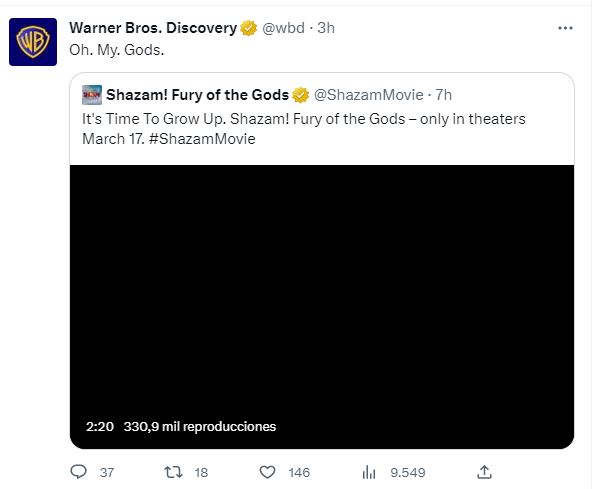 Warner Bros. Discovery @wbd · 3h
Oh. My. Gods.
Shazam! Fury of the Gods @ShazamMovie · 7h
It's Time To Grow Up. Shazam! Fury of the Gods – only in theaters
March 17. #ShazamMovie
2:20 330,9 mil reproducciones
37 18 146 9.549